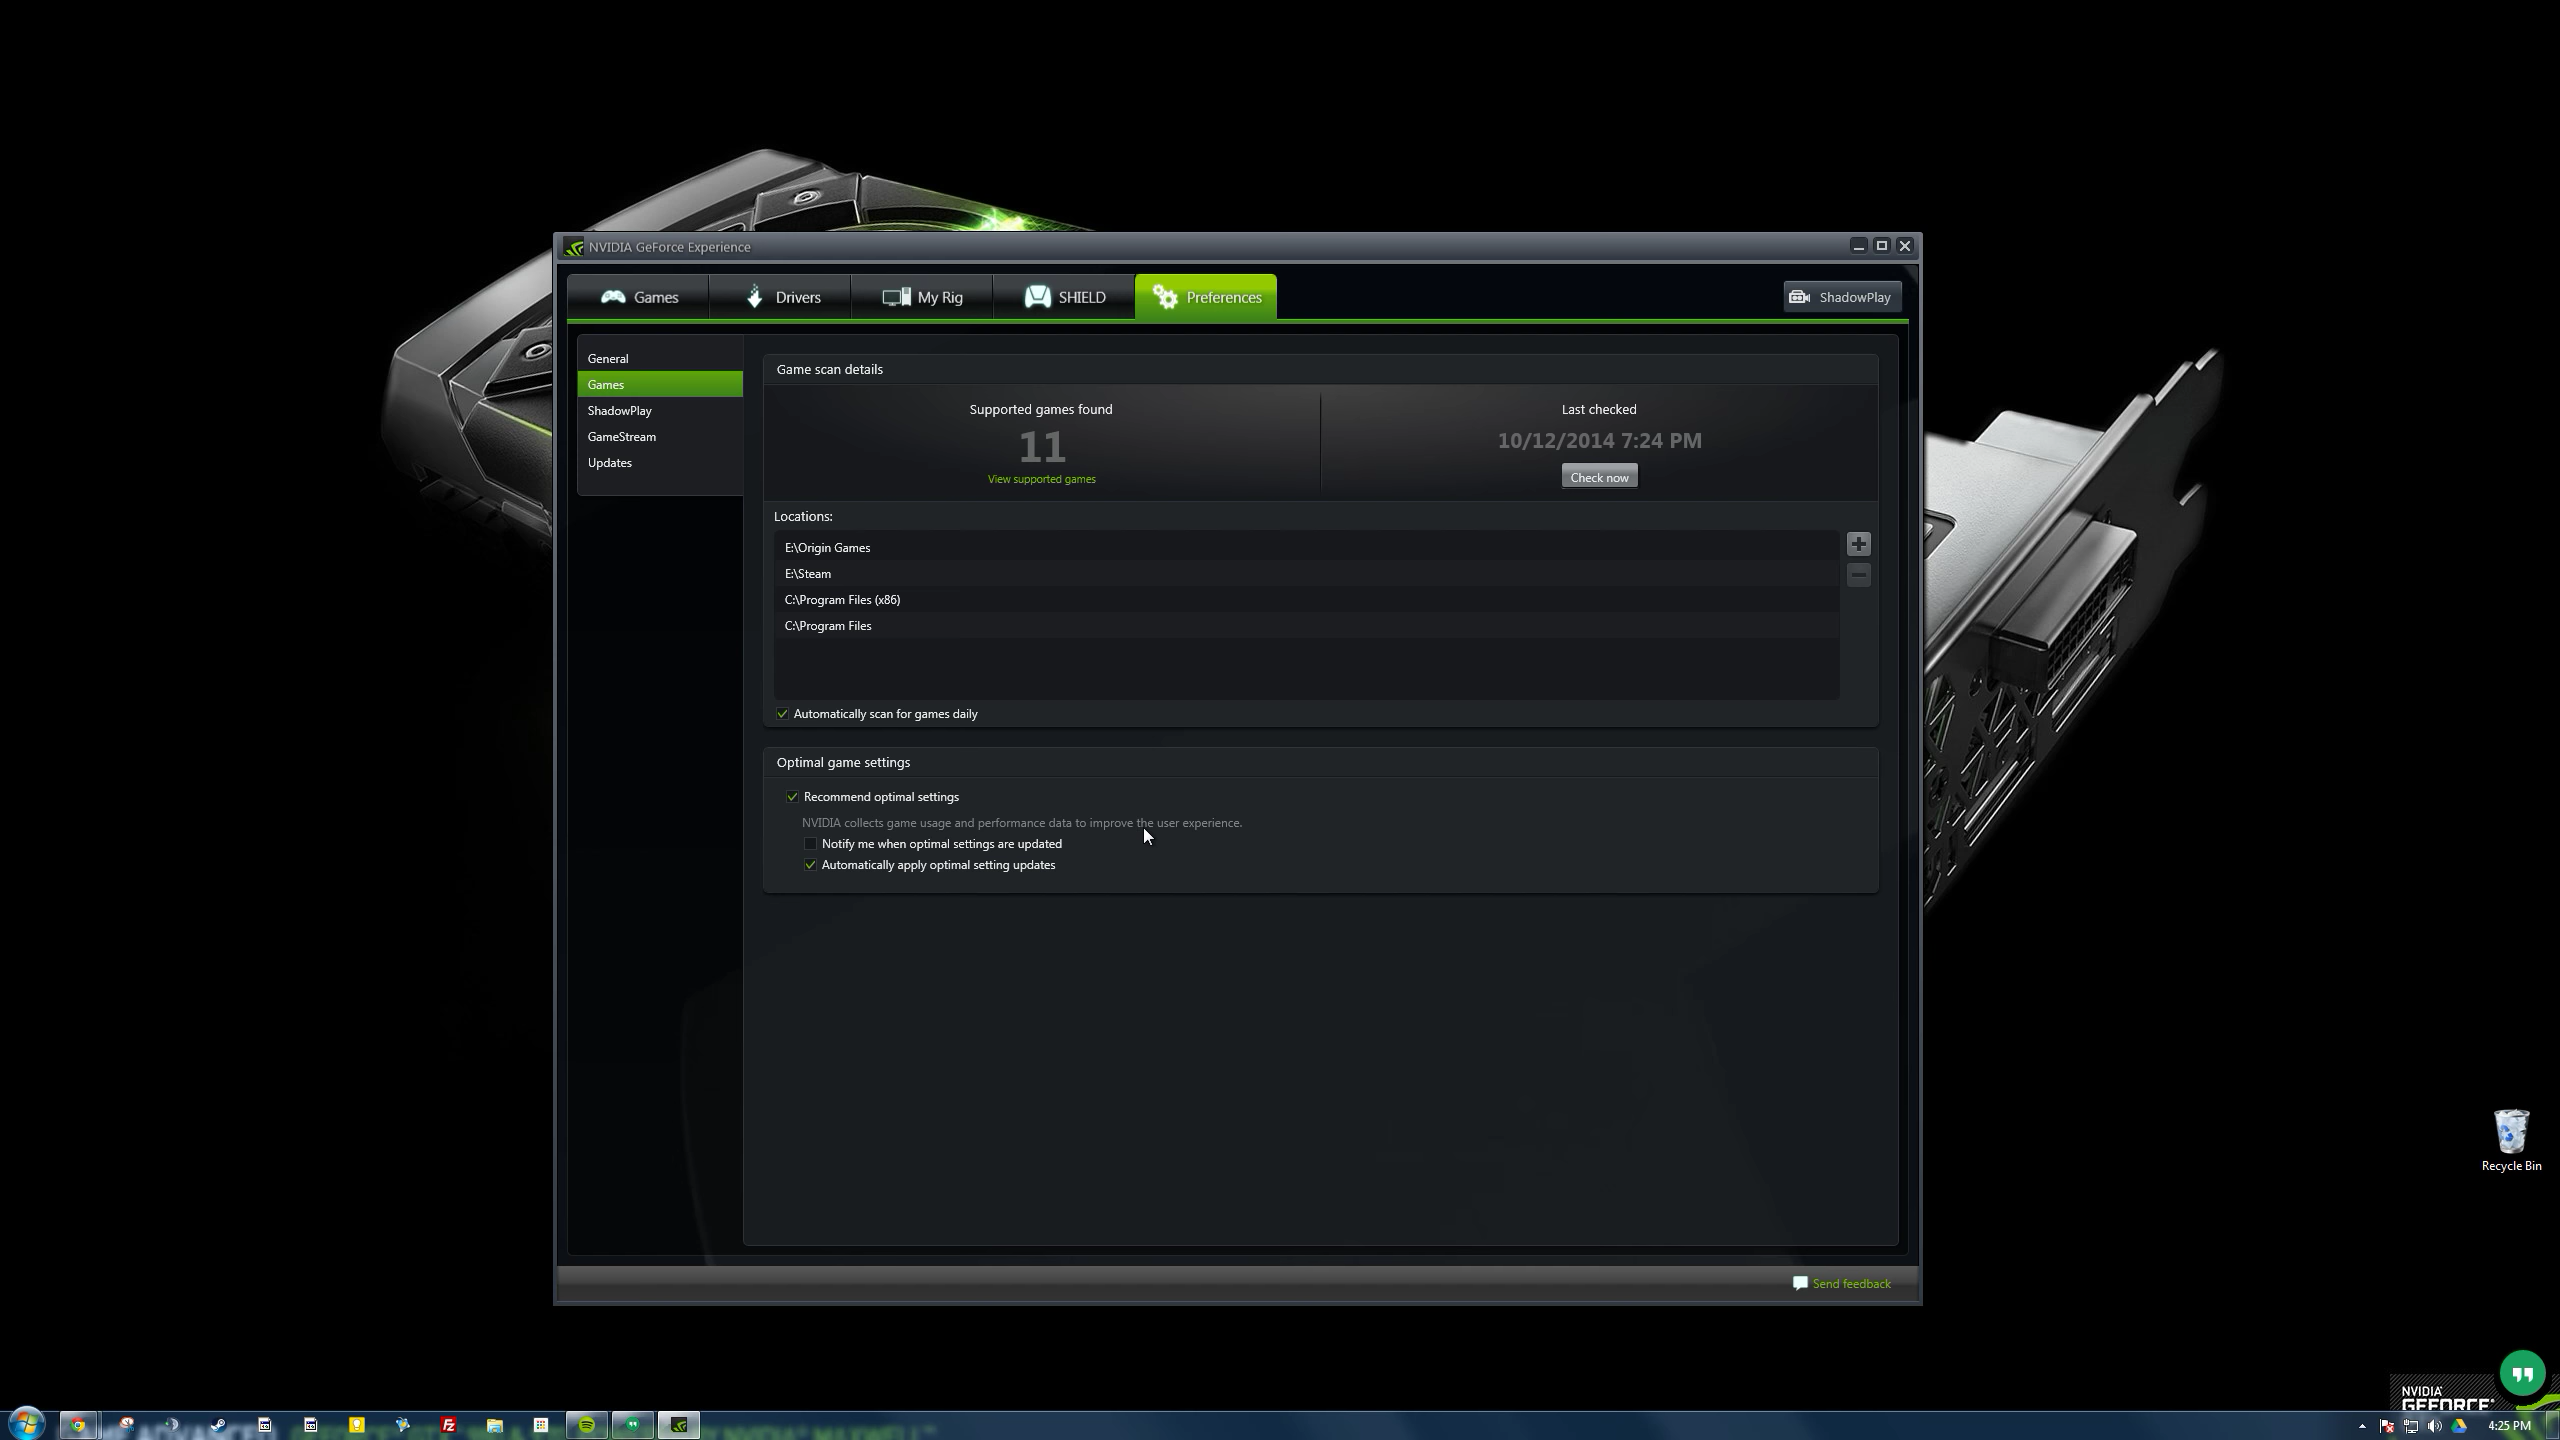 NVIDIA GeForce Experience
Games
Drivers
My Rig
SHIELD
Preferences
ShadowPlay
General
Games
ShadowPlay
GameStream
Updates
Game scan details
Supported games found
11
View supported games
Last checked
10/12/2014 7:24 PM
Check now
Locations:
E:\Origin Games
E:\Steam
C:\Program Files (x86)
C:\Program Files
Automatically scan for games daily
Optimal game settings
Recommend optimal settings
NVIDIA collects game usage and performance data to improve the user experience.
Notify me when optimal settings are updated
Automatically apply optimal setting updates
Send feedback
Recycle Bin
NVIDIA
GEFORCE
4:25 PM